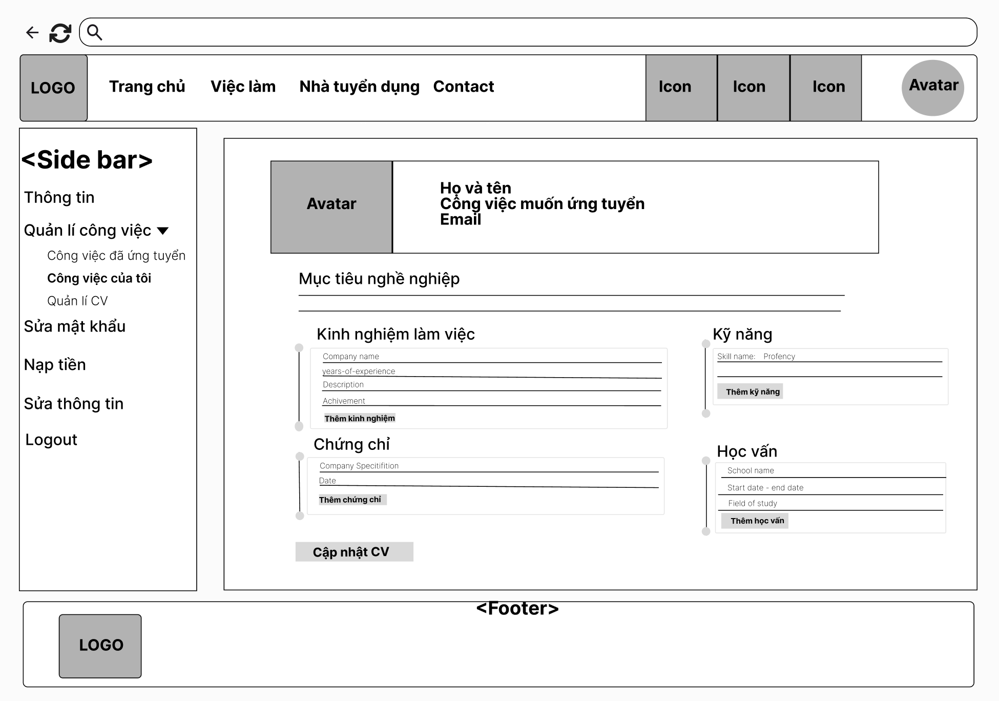 LOGO
Trang chủ Việc làm Nhà tuyển dụng Contact
Icon Icon Icon Avatar
<Side bar>
Thông tin
Quản lí công việc
Công việc đã ứng tuyển
Công việc của tôi
Quản lí CV
Sửa mật khẩu
Nạp tiền
Sửa thông tin
Logout
Avatar
Họ và tên
Công việc muốn ứng tuyển
Email
Mục tiêu nghề nghiệp
Kinh nghiệm làm việc
Company name
years-of-experience
Description
Achivement
Thêm kinh nghiệm
Kỹ năng
Skill name: Profency
Thêm kỹ năng
Chứng chỉ
Company Specitifition
Date
Thêm chứng chỉ
Học vấn
School name
Start date - end date
Field of study
Thêm học vấn
Cập nhật CV
<Footer>
LOGO